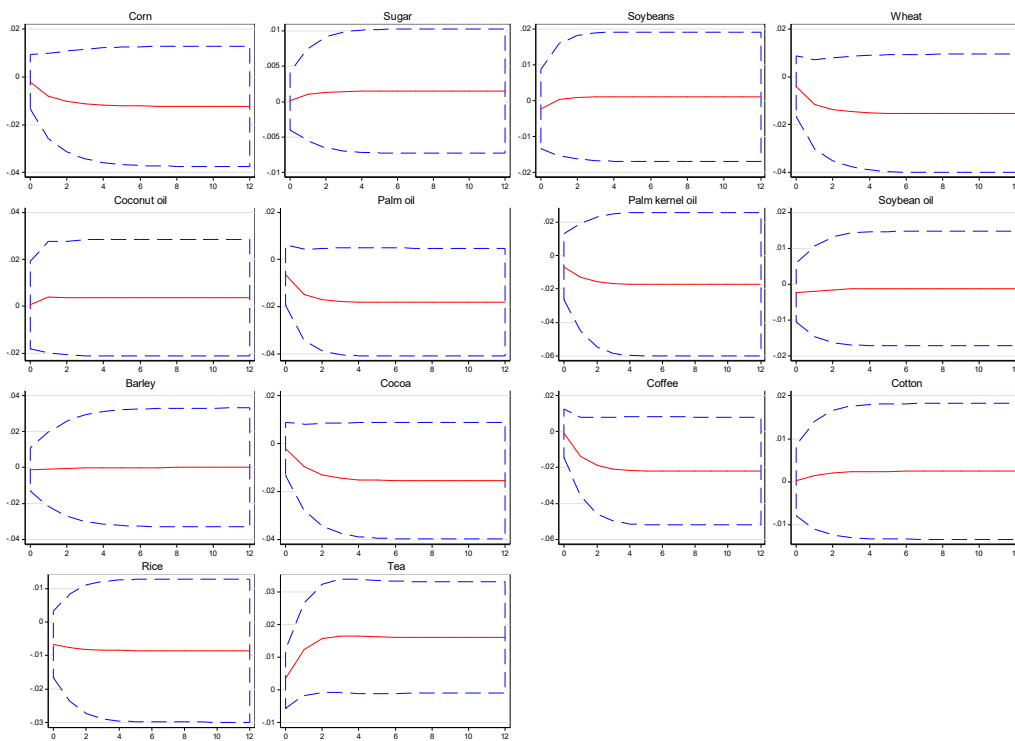 Corn Sugar Soybeans Wheat
.02 .01 .02 .02
0 .005 .01 0
-.02 0 0 -.02
-.04 -.005 -.01 -.04
-.01 -.02
0 2 4 6 8 10 12 0 2 4 6 8 10 12 0 2 4 6 8 10 12 0 2 4 6 8 10 12
Coconut oil Palm oil Palm kernel oil Soybean oil
.04 .02 .02 .02
.02 0 0 .01
0 -.02 -.02 0
-.02 -.04 -.04 -.01
-.06 -.02
0 2 4 6 8 10 12 0 2 4 6 8 10 12 0 2 4 6 8 10 12 0 2 4 6 8 10 12
Barley Cocoa Coffee Cotton
.04 .02 .02 .02
.02 0 0 .01
0 -.02 -.02 0
-.02 -.04 -.04 -.01
-.04 -.06
0 2 4 6 8 10 12 0 2 4 6 8 10 12 0 2 4 6 8 10 12 0 2 4 6 8 10 12
Rice Tea
.01 .03
0 .02
-.01 .01
-.02 0
-.03 -.01
0 2 4 6 8 10 12 0 2 4 6 8 10 12